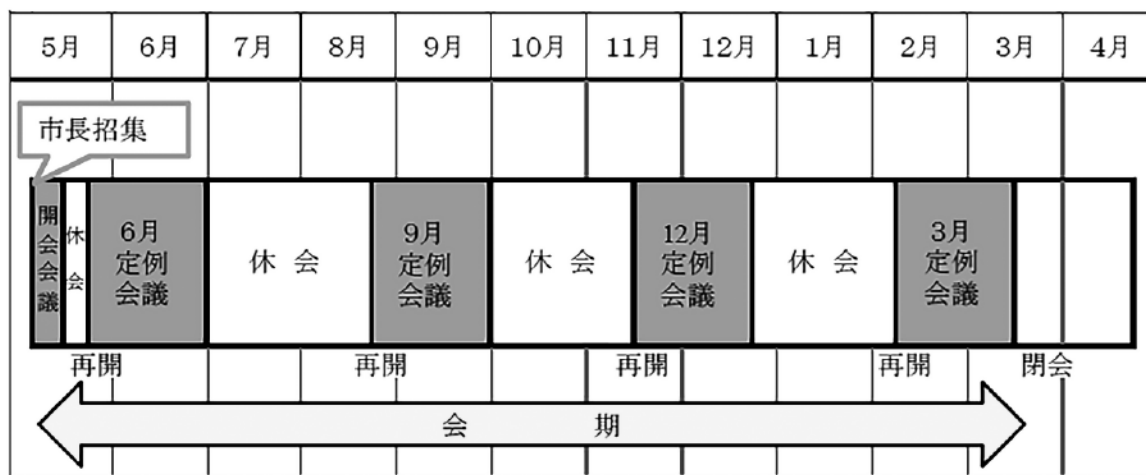 5月 6月 7月 8月 9月 10月 11月 12月 1月 2月 3月 4月
市長招集
開会会議
休会
6月
定例
会議
休 会
9月
定例
会議
休 会
12月
定例
会議
休 会
3月
定例
会議
再開 再開 再開 再開 閉会
会 期